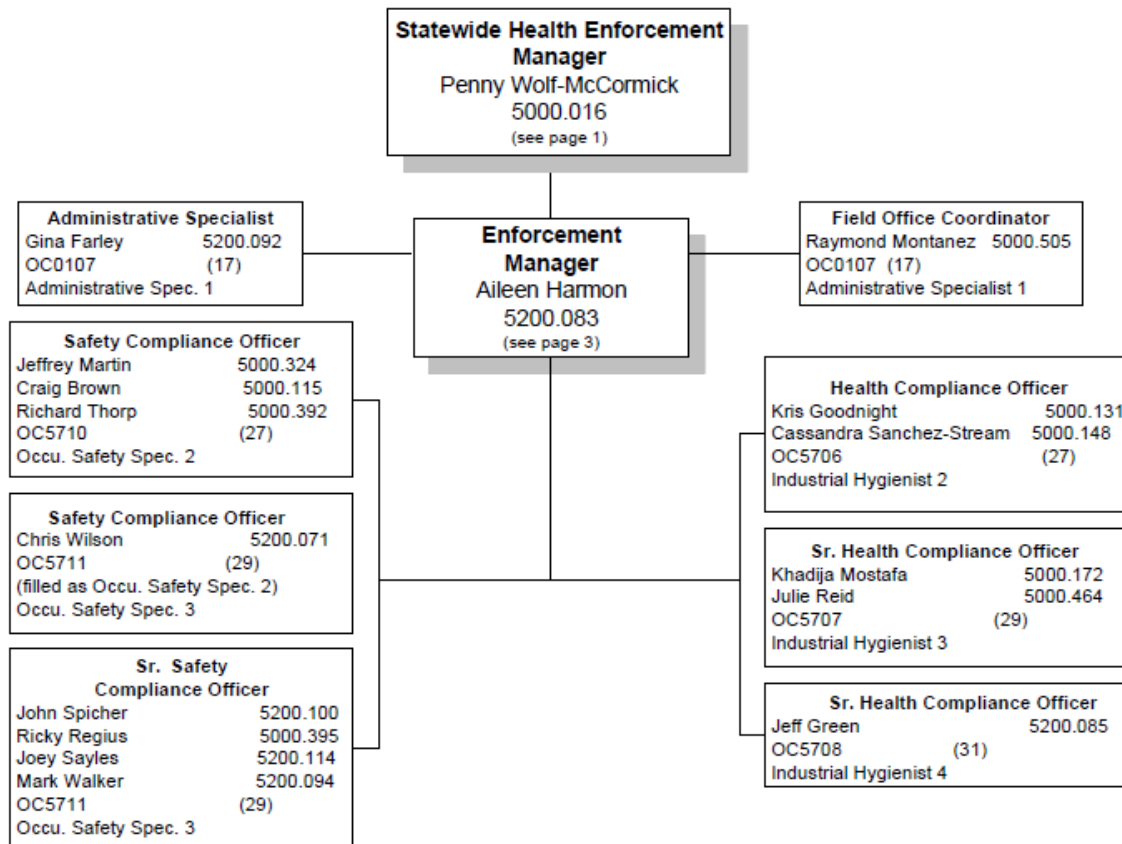 Statewide Health Enforcement
Manager
Penny Wolf-McCormick
5000.016
(see page 1)
Administrative Specialist
Gina Farley 5200.092
OC0107 (17)
Administrative Spec. 1
Enforcement
Manager
Aileen Harmon
5200.083
(see page 3)
Field Office Coordinator
Raymond Montanez 5000.505
OC0107 (17)
Administrative Specialist 1
Safety Compliance Officer
Jeffrey Martin 5000.324
Craig Brown 5000.115
Richard Thorp 5000.392
OC5710 (27)
Occu. Safety Spec. 2
Safety Compliance Officer
Chris Wilson 5200.071
OC5711 (29)
(filled as Occu. Safety Spec. 2)
Occu. Safety Spec. 3
Sr. Safety
Compliance Officer
John Spicher 5200.100
Ricky Regius 5000.395
Joey Sayles 5200.114
Mark Walker 5200.094
OC5711 (29)
Occu. Safety Spec. 3
Health Compliance Officer
Kris Goodnight 5000.131
Cassandra Sanchez-Stream 5000.148
OC5706 (27)
Industrial Hygienist 2
Sr. Health Compliance Officer
Khadija Mostafa 5000.172
Julie Reid 5000.464
OC5707 (29)
Industrial Hygienist 3
Sr. Health Compliance Officer
Jeff Green 5200.085
OC5708 (31)
Industrial Hygienist 4